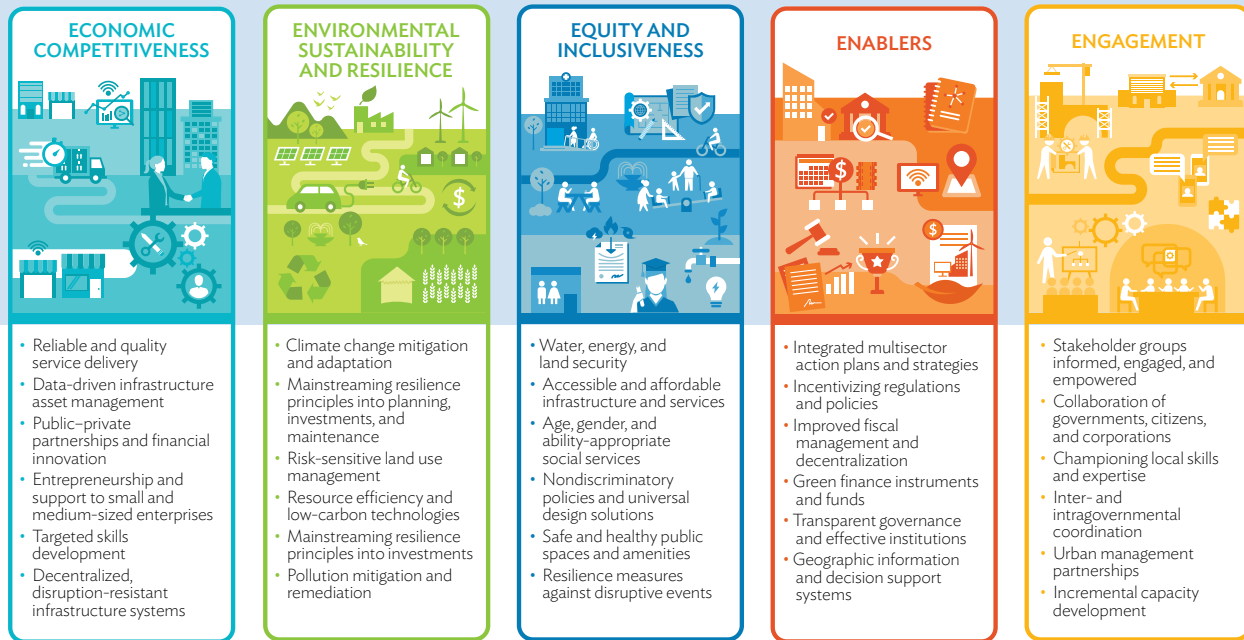 ECONOMIC
COMPETITIVENESS
• Reliable and quality
service delivery
• Data-driven infrastructure
asset management
• Public–private
partnerships and financial
innovation
• Entrepreneurship and
support to small and
medium-sized enterprises
• Targeted skills
development
• Decentralized,
disruption-resistant
infrastructure systems
ENVIRONMENTAL
SUSTAINABILITY
AND RESILIENCE
$
• Climate change mitigation
and adaptation
• Mainstreaming resilience
principles into planning,
investments, and
maintenance
• Risk-sensitive land use
management
• Resource efficiency and
low-carbon technologies
• Mainstreaming resilience
principles into investments
• Pollution mitigation and
remediation
EQUITY AND
INCLUSIVENESS
• Water, energy, and
land security
• Accessible and affordable
infrastructure and services
• Age, gender, and
ability-appropriate
social services
• Nondiscriminatory
policies and universal
design solutions
• Safe and healthy public
spaces and amenities
• Resilience measures
against disruptive events
ENABLERS
$
$
• Integrated multisector
action plans and strategies
• Incentivizing regulations
and policies
• Improved fiscal
management and
decentralization
• Green finance instruments
and funds
• Transparent governance
and effective institutions
• Geographic information
and decision support
systems
ENGAGEMENT
• Stakeholder groups
informed, engaged, and
empowered
• Collaboration of
governments, citizens,
and corporations
• Championing local skills
and expertise
• Inter- and
intragovernmental
coordination
• Urban management
partnerships
• Incremental capacity
development